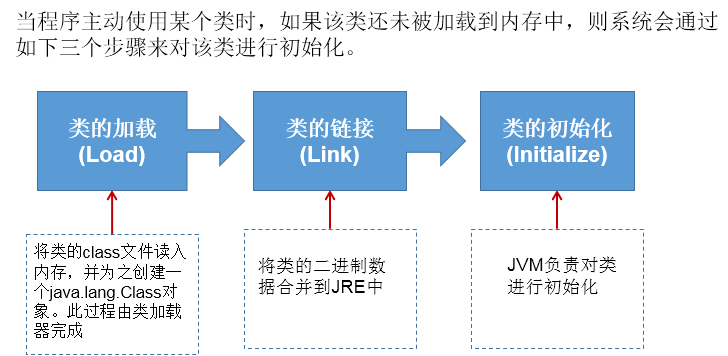 当程序主动使用某个类时，如果该类还未被加载到内存中，则系统会通过
如下三个步骤来对该类进行初始化。
类的加载
(Load)
类的链接
(Link)
类的初始化
(Initialize)
将类的class文件读入
内存，并为之创建一
个java.lang.Class对
象。此过程由类加载
器完成
将类的二进制数
据合并到JRE中
JVM负责对类
进行初始化